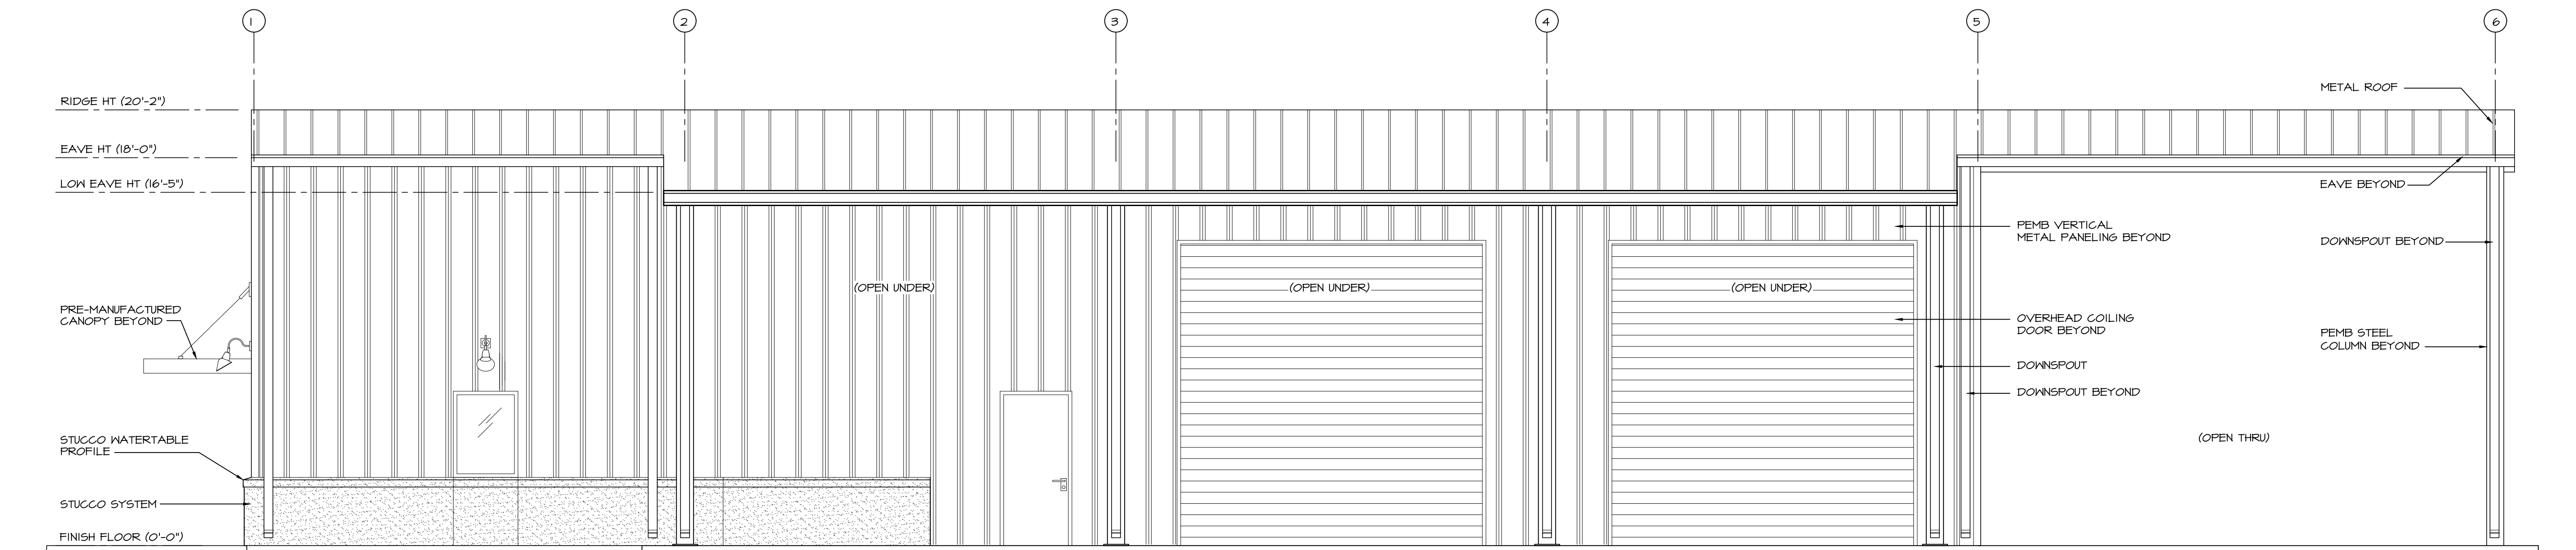 1 2 3 4 5 6
RIDGE HT (20'-2")
EAVE HT (18'-0")
LOW EAVE HT (16'-5")
PRE-MANUFACTURED
CANOPY BEYOND
STUCCO WATERTABLE
PROFILE
STUCCO SYSTEM
FINISH FLOOR (0'-0")
(OPEN UNDER)
(OPEN UNDER)
(OPEN UNDER)
PEMB VERTICAL
METAL PANELING BEYOND
OVERHEAD COILING
DOOR BEYOND
DOWNSPOUT
DOWNSPOUT BEYOND
(OPEN THRU)
METAL ROOF
EAVE BEYOND
DOWNSPOUT BEYOND
PEMB STEEL
COLUMN BEYOND